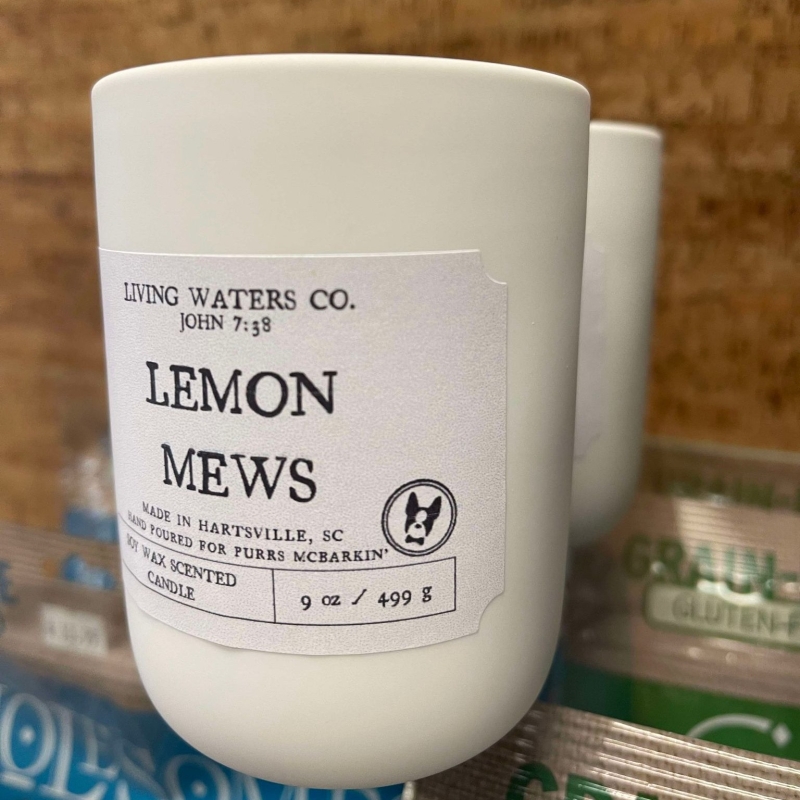 LIVING WATERS CO.
JOHN 7:38
LEMON
MEWS
MADE IN HARTSVILLE, SC
HAND POURED FOR PURRS MCBARKIN'
SOY WAX SCENTED
CANDLE
9 oz / 499 g
GRAIN-
GLUTEN-F